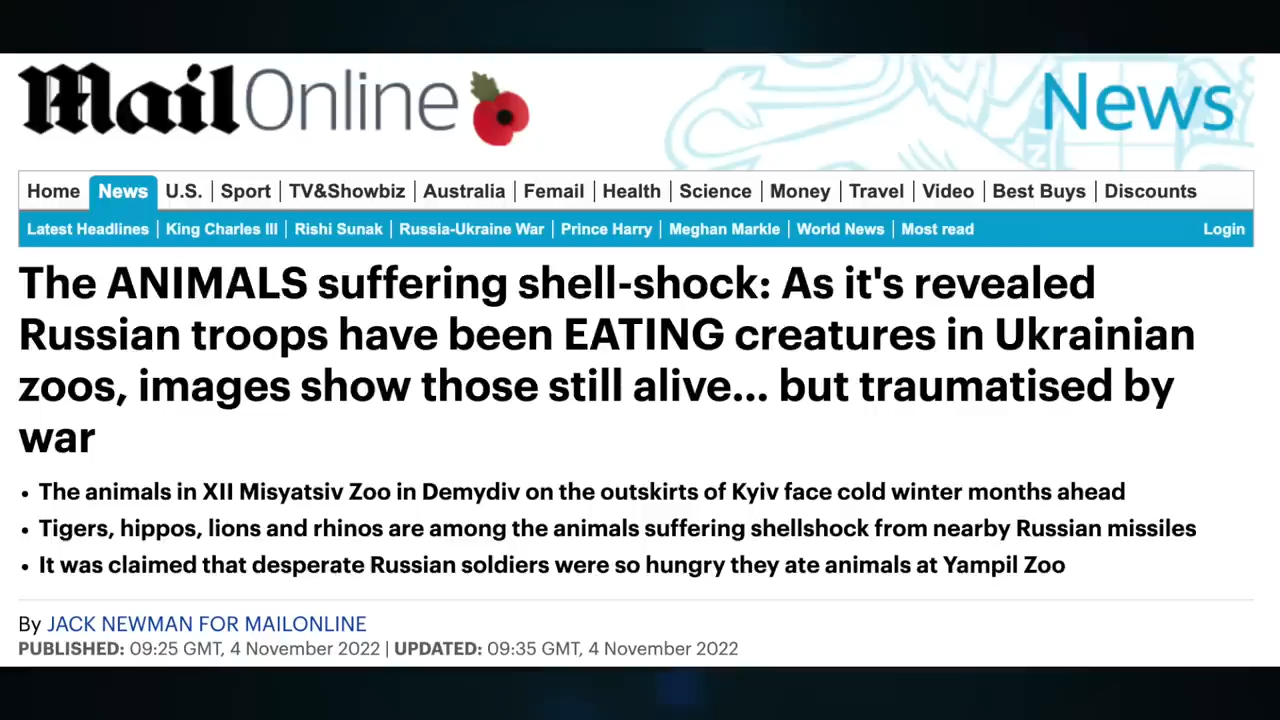 Mail Online
News
Home News U.S. Sport TV&Showbiz Australia Femail Health Science Money Travel Video Best Buys Discounts
Latest Headlines King Charles III Rishi Sunak Russia-Ukraine War Prince Harry Meghan Markle World News Most read Login
The ANIMALS suffering shell-shock: As it's revealed
Russian troops have been EATING creatures in Ukrainian
zoos, images show those still alive... but traumatised by
war
• The animals in XII Misyatsiv Zoo in Demydiv on the outskirts of Kyiv face cold winter months ahead
• Tigers, hippos, lions and rhinos are among the animals suffering shellshock from nearby Russian missiles
• It was claimed that desperate Russian soldiers were so hungry they ate animals at Yampil Zoo
By JACK NEWMAN FOR MAILONLINE
PUBLISHED: 09:25 GMT, 4 November 2022 | UPDATED: 09:35 GMT, 4 November 2022